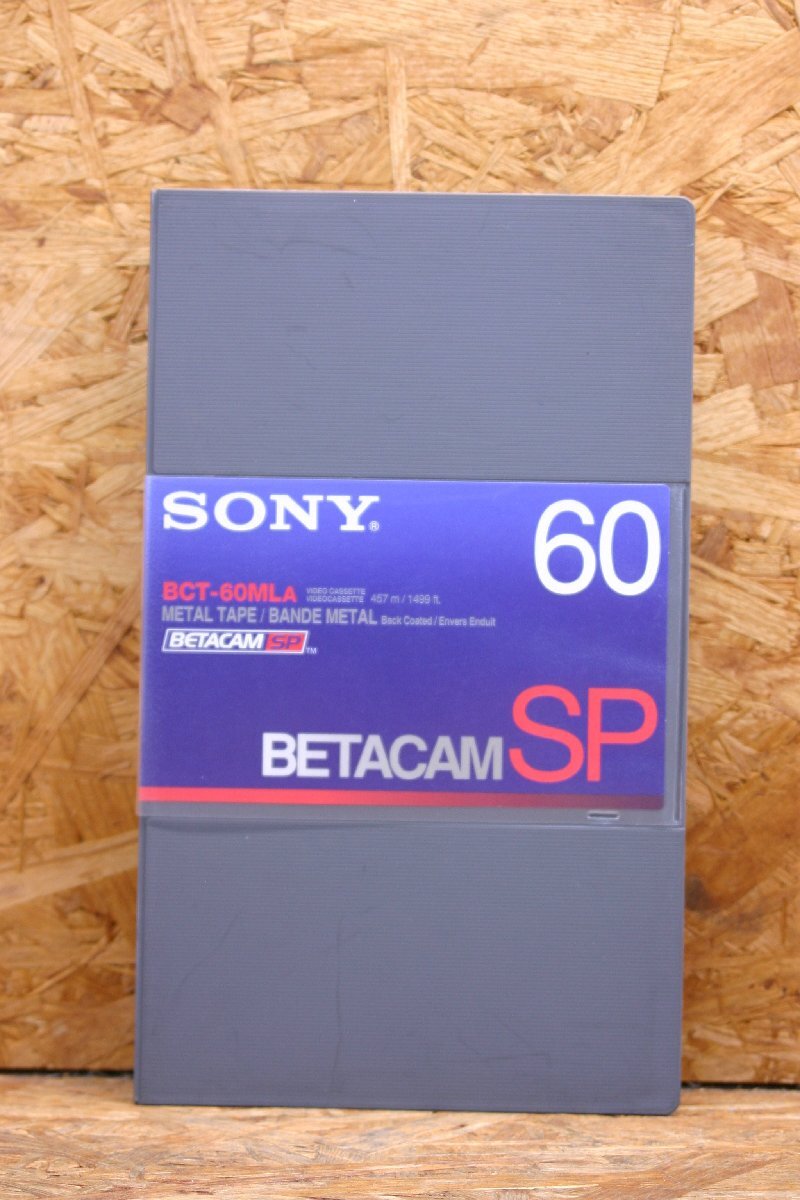 SONY®
60
BCT-60MLA VIDEO CASSETTE
VIDEOCASSETTE 457 m / 1499 ft.
METAL TAPE / BANDE METAL Back Coated / Envers Enduit
BETACAM SP™
BETACAM SP